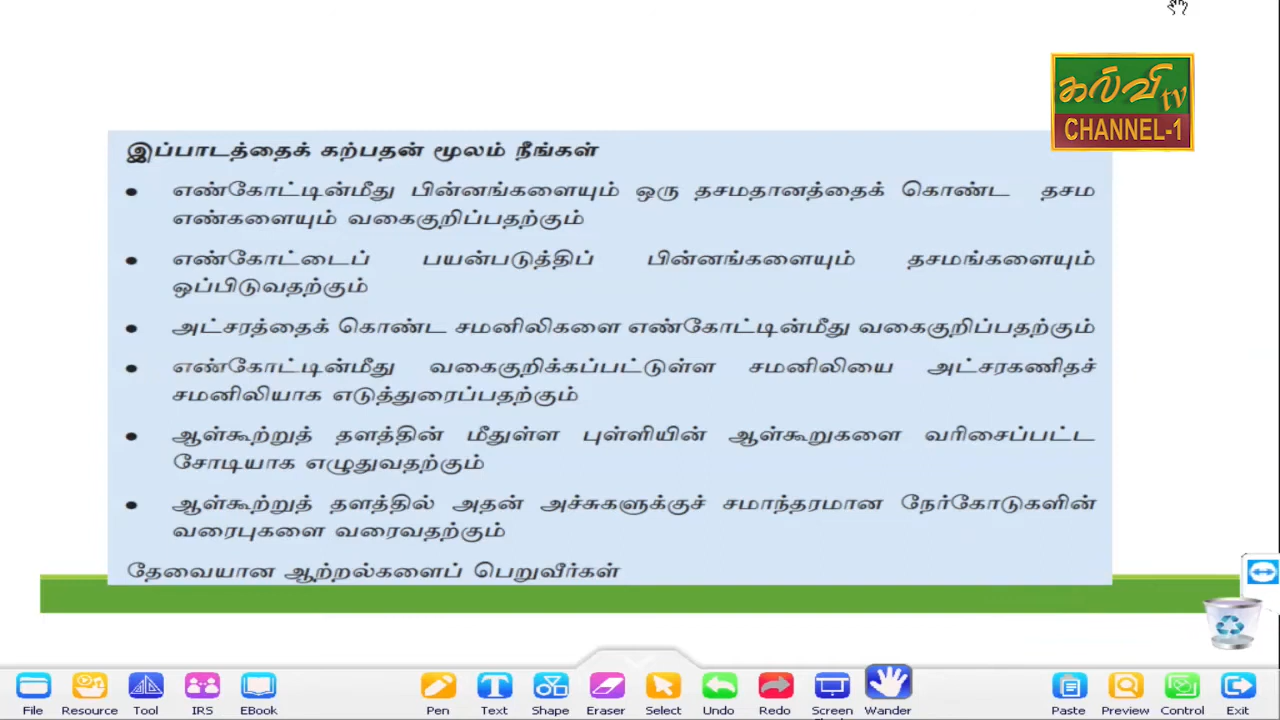 கல்வி tv
CHANNEL-1
இப்பாடத்தைக் கற்பதன் மூலம் நீங்கள்
• எண்கோட்டின்மீது பின்னங்களையும் ஒரு தசமதானத்தைக் கொண்ட தசம
எண்களையும் வகைகுறிப்பதற்கும்
• எண்கோட்டைப் பயன்படுத்திப் பின்னங்களையும் தசமங்களையும்
ஒப்பிடுவதற்கும்
• அட்சரத்தைக் கொண்ட சமனிலிகளை எண்கோட்டின்மீது வகைகுறிப்பதற்கும்
• எண்கோட்டின்மீது வகைகுறிக்கப்பட்டுள்ள சமனிலியை அட்சரகணிதச்
சமனிலியாக எடுத்துரைப்பதற்கும்
• ஆள்கூற்றுத் தளத்தின் மீதுள்ள புள்ளியின் ஆள்கூறுகளை வரிசைப்பட்ட
சோடியாக எழுதுவதற்கும்
• ஆள்கூற்றுத் தளத்தில் அதன் அச்சுகளுக்குச் சமாந்தரமான நேர்கோடுகளின்
வரைபுகளை வரைவதற்கும்
தேவையான ஆற்றல்களைப் பெறுவீர்கள்
File Resource Tool IRS EBook Pen Text Shape Eraser Select Undo Redo Screen Wander Paste Preview Control Exit